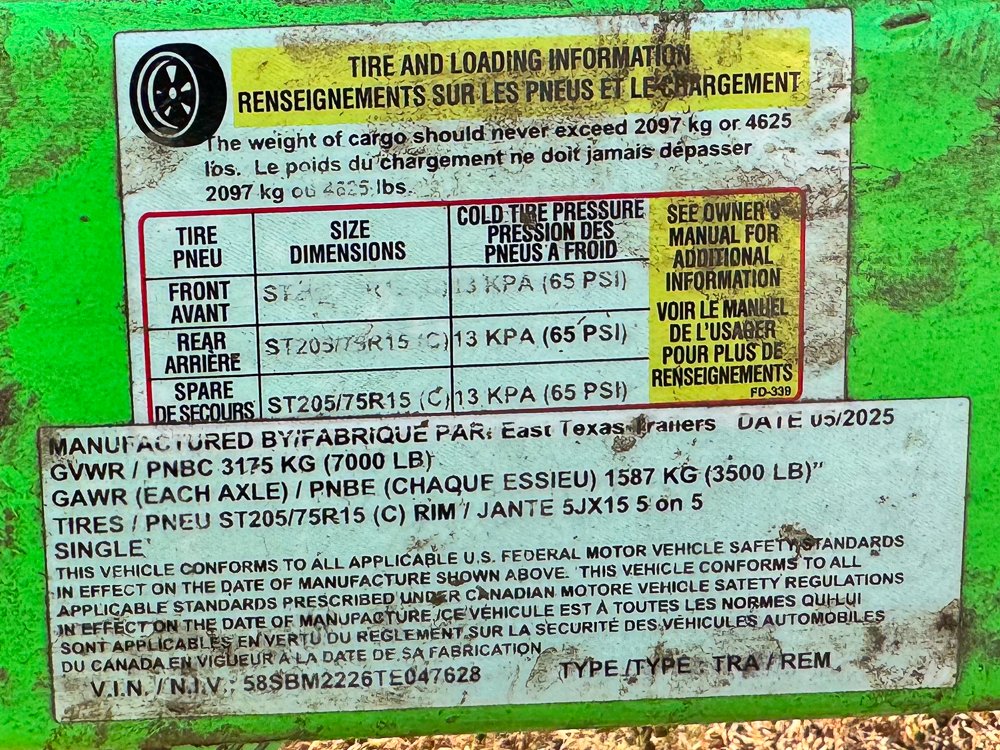 TIRE AND LOADING INFORMATION
RENSEIGNEMENTS SUR LES PNEUS ET LE CHARGEMENT
The weight of cargo should never exceed 2097 kg or 4625
lbs. Le poids du chargement ne doit jamais dépasser
2097 kg ou 4625 lbs.
TIRE
PNEU
SIZE
DIMENSIONS
COLD TIRE PRESSURE
PRESSION DES
PNEUS A FROID
SEE OWNER'S
MANUAL FOR
ADDITIONAL
INFORMATION
VOIR LE MANUEL
DE L'USAGER
POUR PLUS DE
RENSEIGNEMENTS
FD-339
FRONT
AVANT
13 KPA (65 PSI)
REAR
ARRIÈRE
ST205/75R15 (C) 13 KPA (65 PSI)
SPARE
DE SECOURS
ST205/75R15 (C) 13 KPA (65 PSI)
MANUFACTURED BY/FABRIQUÉ PAR: East Texas Trailers DATE 05/2025
GVWR / PNBC 3175 KG (7000 LB)
GAWR (EACH AXLE) / PNBE (CHAQUE ESSIEU) 1587 KG (3500 LB)"
TIRES / PNEU ST205/75R15 (C) RIM / JANTE 5JX15 5 on 5
SINGLE
THIS VEHICLE CONFORMS TO ALL APPLICABLE U.S. FEDERAL MOTOR VEHICLE SAFETY STANDARDS
IN EFFECT ON THE DATE OF MANUFACTURE SHOWN ABOVE. THIS VEHICLE CONFORMS TO ALL
APPLICABLE STANDARDS PRESCRIBED UNDER CANADIAN MOTORE VEHICLE SATETY REGULATIONS
IN EFFECT ON THE DATE OF MANUPACTURE /CE VÉHICULE EST À TOUTES LES NORMES QUI LUI
SONT APPLICABLES EN VERTU DU REGLEMENT SUR LA SECURITÉ DES VÉHICULES AUTOMOBILES
DU CANADA EN VIGUEUR A LA DATE DE SA FABRICATION
V.I.N. / N.I.V.: 58SBM2226TE047628 TYPE /TYPE : TRA / REM